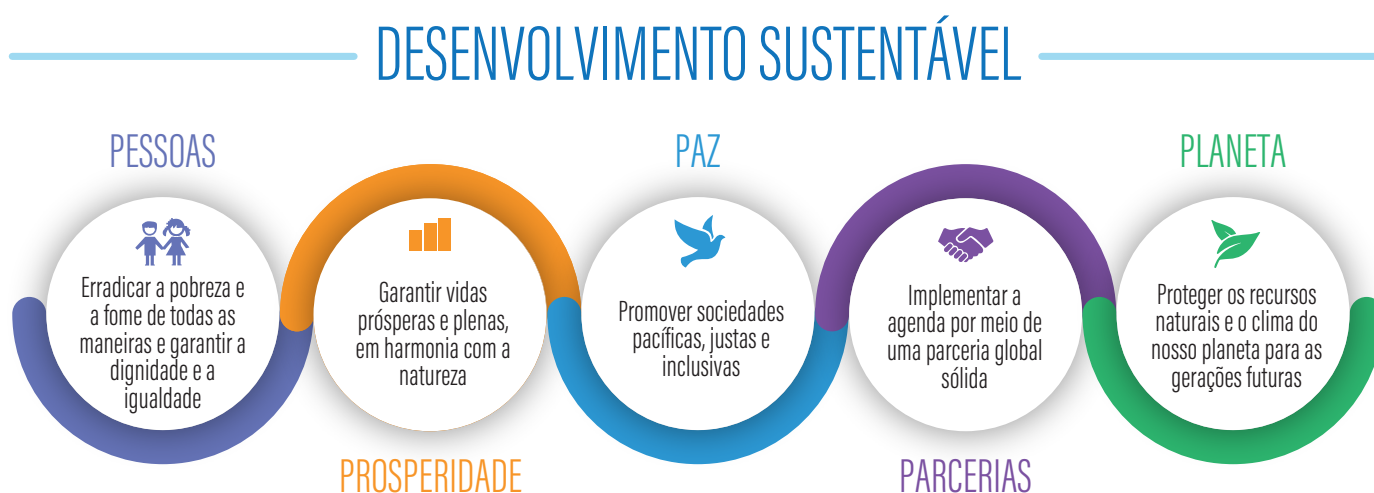 DESENVOLVIMENTO SUSTENTÁVEL
PESSOAS
Erradicar a pobreza e
a fome de todas as
maneiras e garantir a
dignidade e a
igualdade
PROSPERIDADE
Garantir vidas
prósperas e plenas,
em harmonia com a
natureza
PAZ
Promover sociedades
pacíficas, justas e
inclusivas
PARCERIAS
Implementar a
agenda por meio de
uma parceria global
sólida
PLANETA
Proteger os recursos
naturais e o clima do
nosso planeta para as
gerações futuras